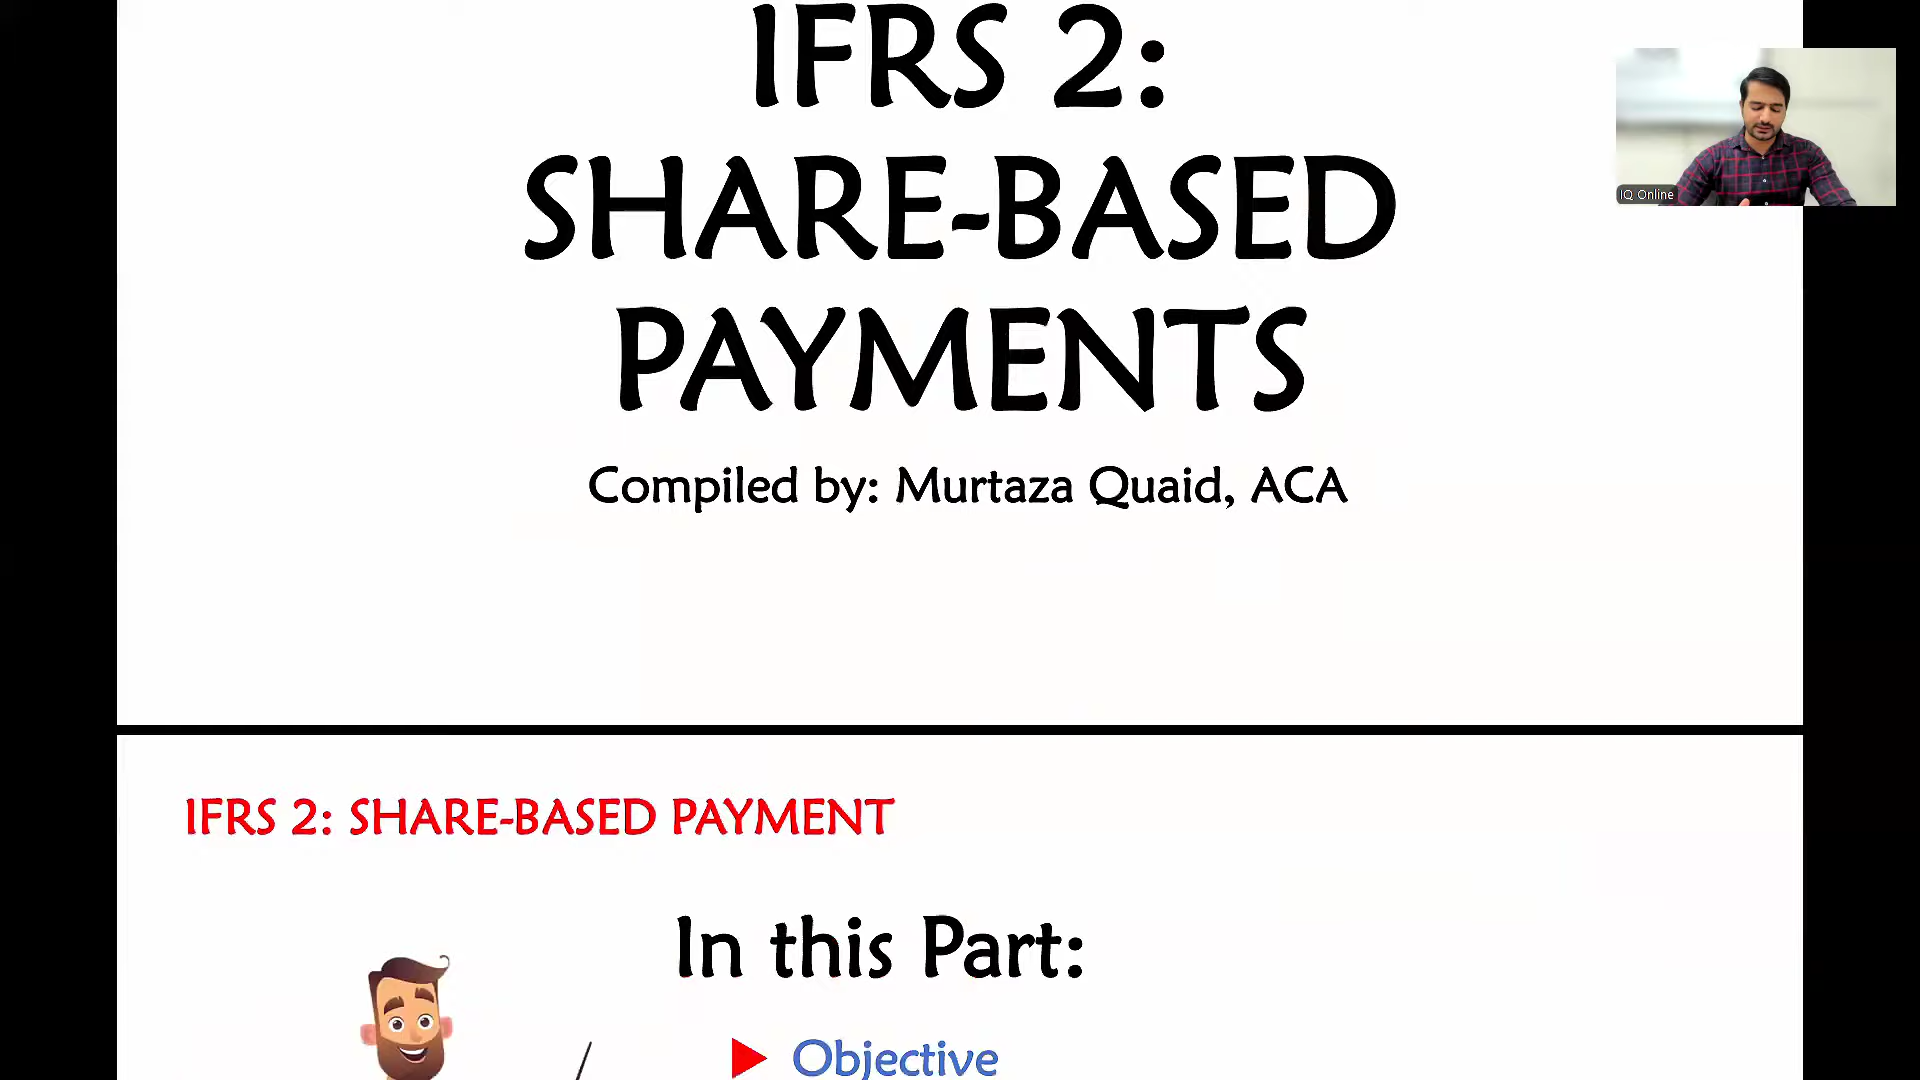 IFRS 2:
SHARE-BASED
PAYMENTS
Compiled by: Murtaza Quaid, ACA
IQ Online
IFRS 2: SHARE-BASED PAYMENT
In this Part:
Objective